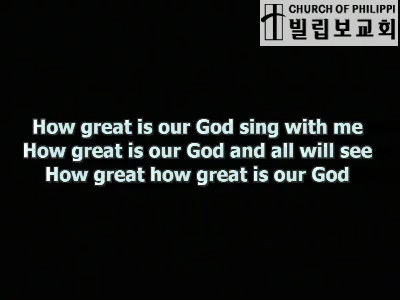 CHURCH OF PHILIPPI
빌립보교회
How great is our God sing with me
How great is our God and all will see
How great how great is our God